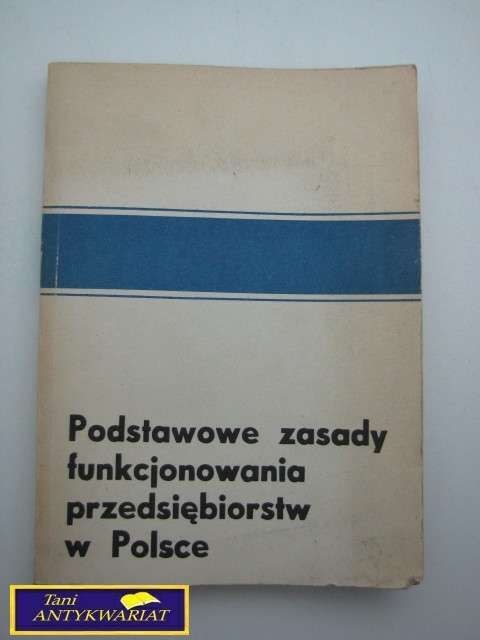 Podstawowe zasady
funkcjonowania
przedsiębiorstw
w Polsce
Tani
ANTYKWARIAT